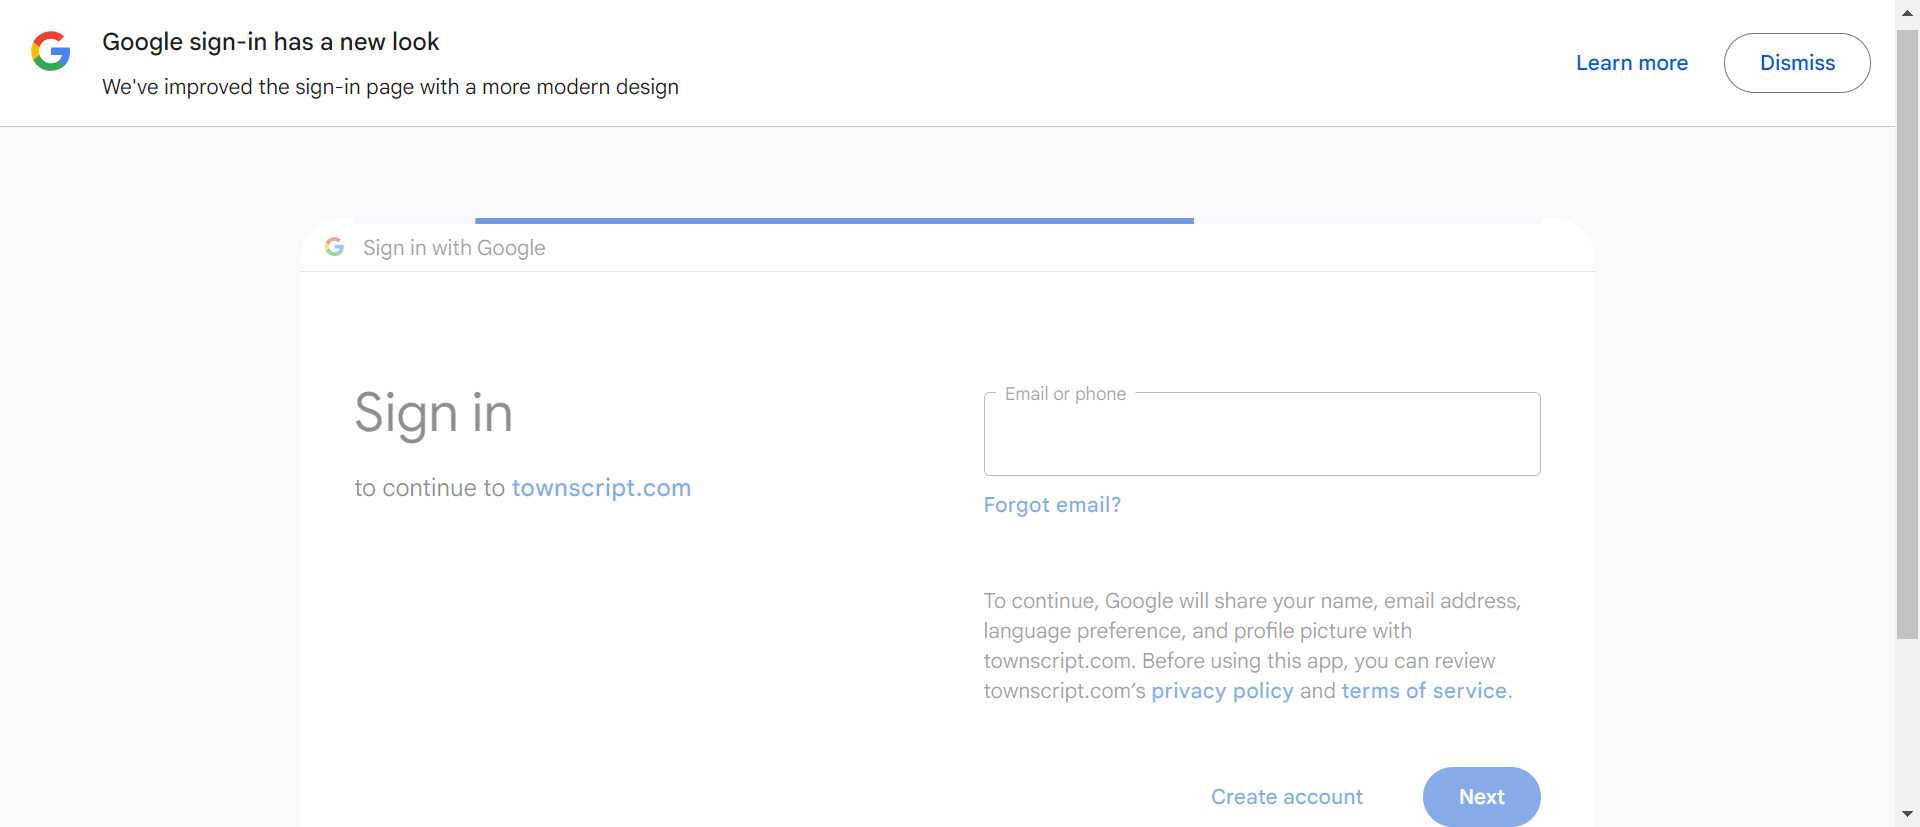 Google sign-in has a new look
We've improved the sign-in page with a more modern design
Learn more
Dismiss
Sign in with Google
Sign in
to continue to townscript.com
Email or phone
Forgot email?
To continue, Google will share your name, email address,
language preference, and profile picture with
townscript.com. Before using this app, you can review
townscript.com’s privacy policy and terms of service.
Create account
Next